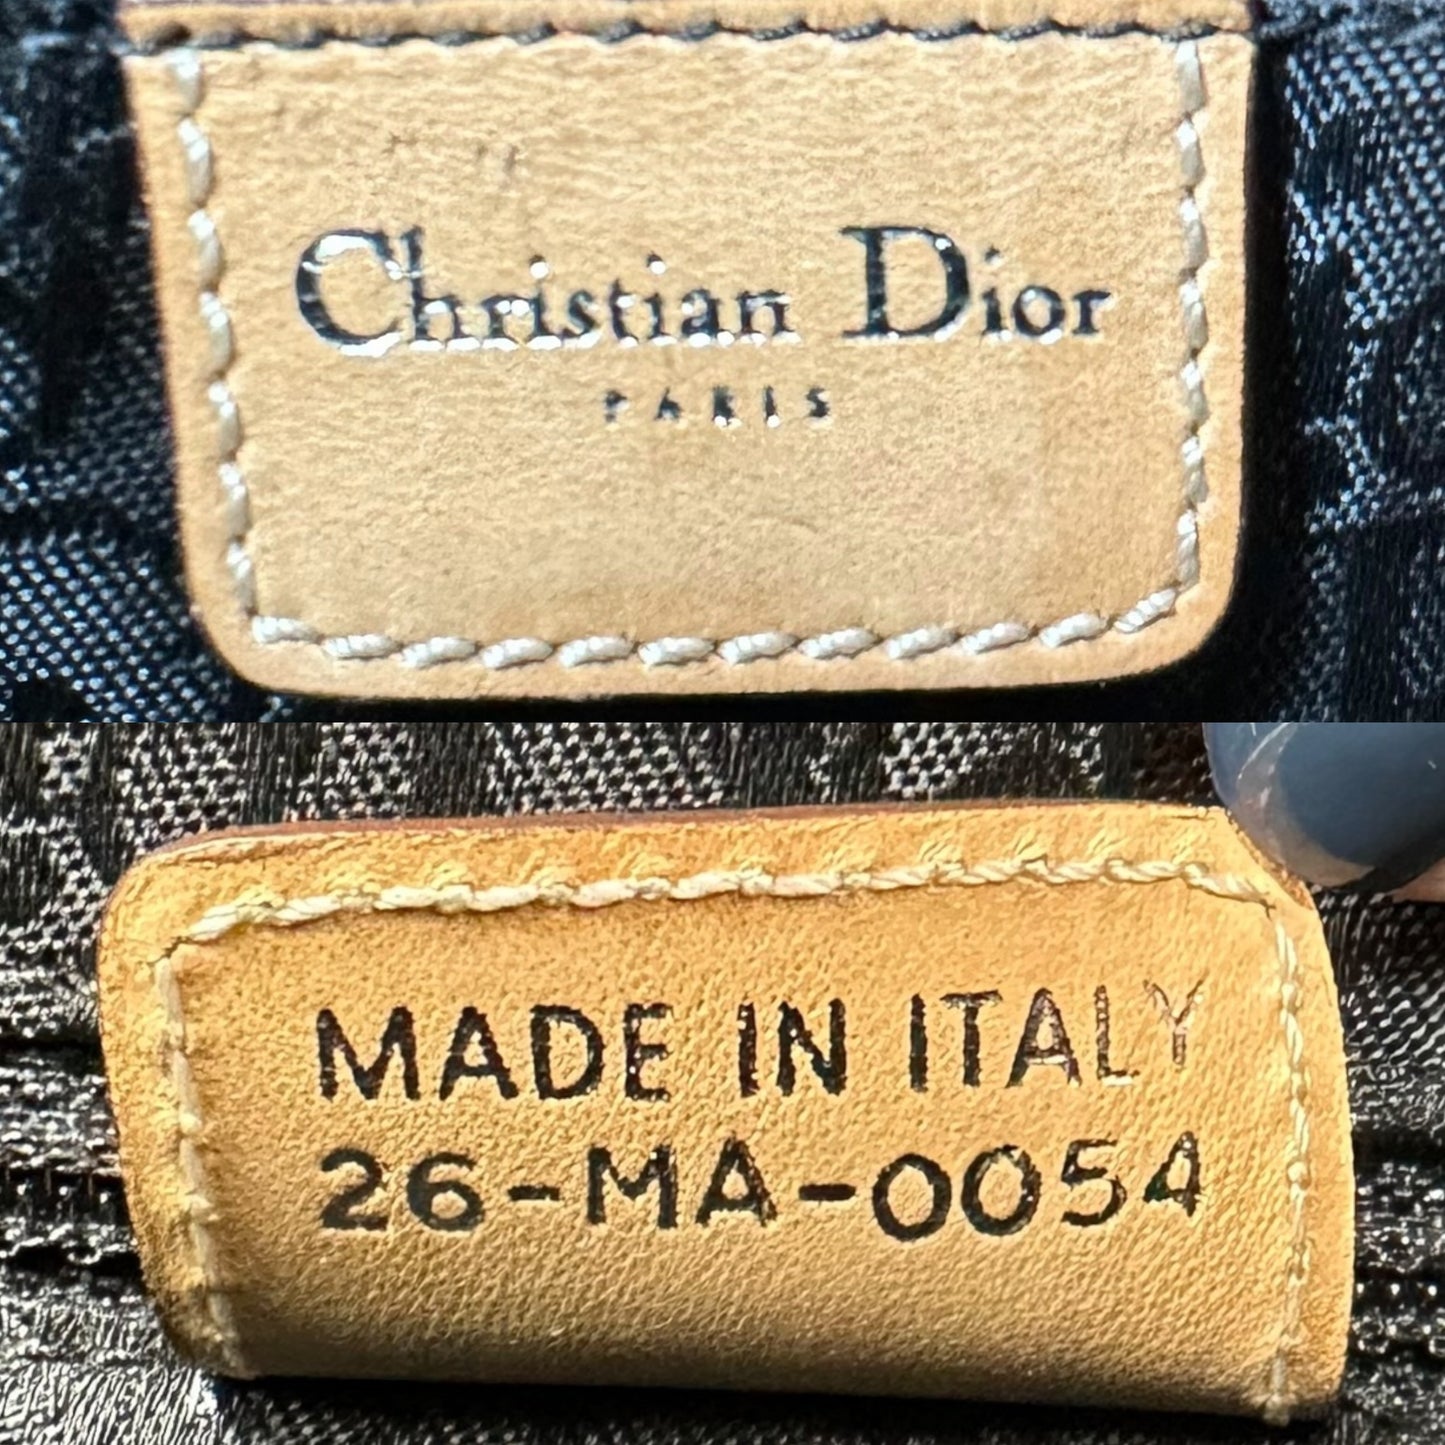 Christian Dior
PARIS
MADE IN ITALY
26-MA-0054